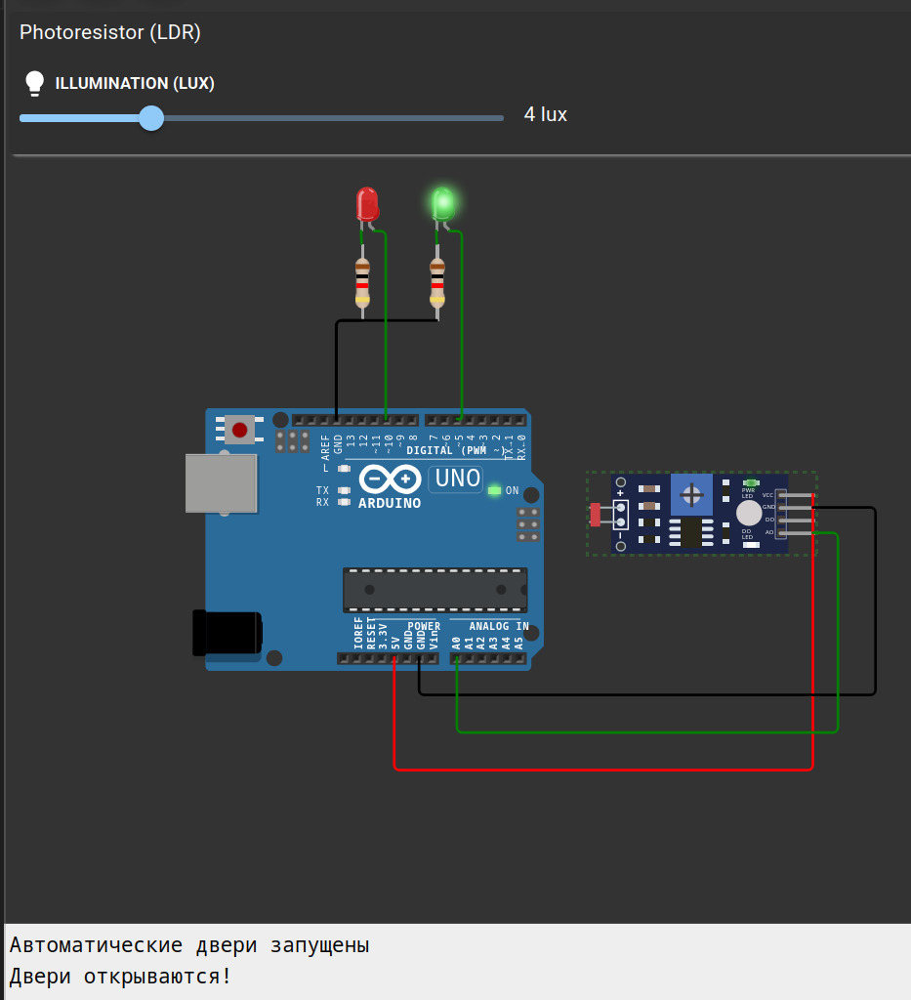 Photoresistor (LDR)
ILLUMINATION (LUX)
4 lux
AREF
GND
13
12
~11
~10
~9
8
7
~6
~5
4
~3
2
TX→1
RX←0
DIGITAL (PWM ~)
L
TX
RX
ARDUINO
UNO
ON
PWR
LED
VCC
GND
DO
AO
DO
LED
IOREF
RESET
3.3V
5V
GND
GND
Vin
POWER
ANALOG IN
A0
A1
A2
A3
A4
A5
Автоматические двери запущены
Двери открываются!